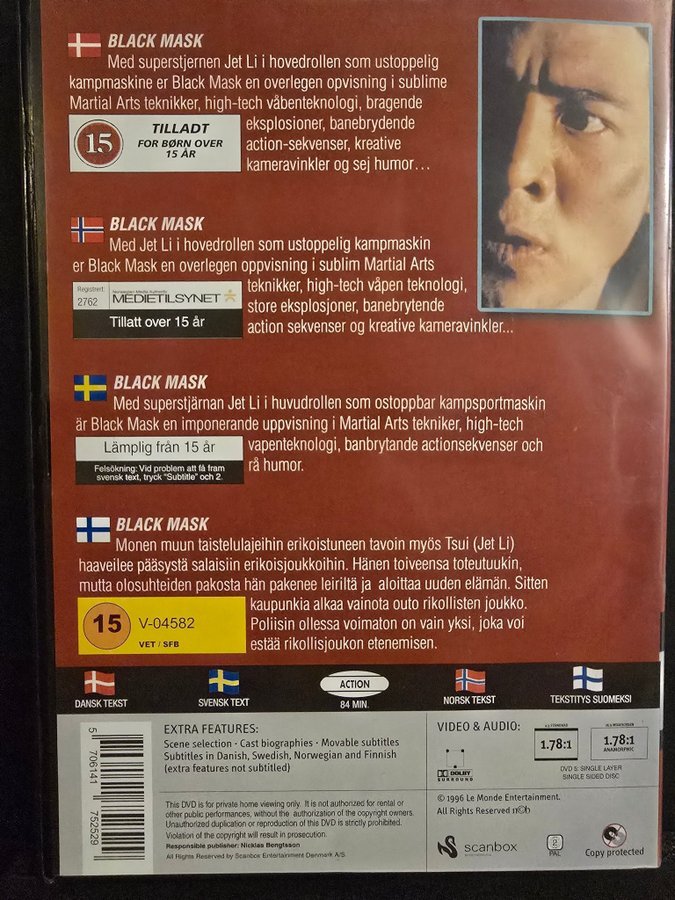 BLACK MASK
Med superstjernen Jet Li i hovedrollen som ustoppelig
kampmaskine er Black Mask en overlegen opvisning i sublime
Martial Arts teknikker, high-tech våbenteknologi, bragende
eksplosioner, banebrydende
action-sekvenser, kreative
kameravinkler og sej humor…
15
TILLADT
FOR BØRN OVER
15 ÅR
BLACK MASK
Med Jet Li i hovedrollen som ustoppelig kampmaskin
er Black Mask en overlegen oppvisning i sublim Martial Arts
teknikker, high-tech våpen teknologi,
store eksplosjoner, banebrytende
action sekvenser og kreative kameravinkler...
Registrert:
2762
MEDIETILSYNET
Tillatt over 15 år
BLACK MASK
Med superstjärnan Jet Li i huvudrollen som ostoppbar kampsportmaskin
är Black Mask en imponerande uppvisning i Martial Arts tekniker, high-tech
vapenteknologi, banbrytande actionsekvenser och
rå humor.
Lämplig från 15 år
Felsökning: Vid problem att få fram
svensk text, tryck "Subtitle" och 2.
BLACK MASK
Monen muun taistelulajeihin erikoistuneen tavoin myös Tsui (Jet Li)
haaveilee pääsystä salaisiin erikoisjoukkoihin. Hänen toiveensa toteutuukin,
mutta olosuhteiden pakosta hän pakenee leiriltä ja aloittaa uuden elämän. Sitten
kaupunkia alkaa vainota outo rikollisten joukko.
Poliisin ollessa voimaton on vain yksi, joka voi
estää rikollisjoukon etenemisen.
15
V-04582
VET / SFB
DANSK TEKST
SVENSK TEXT
ACTION
84 MIN.
NORSK TEKST
TEKSTITYS SUOMEKSI
5 706141 752529
EXTRA FEATURES:
Scene selection · Cast biographies · Movable subtitles
Subtitles in Danish, Swedish, Norwegian and Finnish
(extra features not subtitled)
This DVD is for private home viewing only. It is not authorized for rental or
other public performances, without the authorization of the copyright owners.
Unauthorized duplication or reproduction of this DVD is strictly prohibited.
Violation of the copyright will result in prosecution.
Responsible publisher: Nicklas Bengtsson
All Rights Reserved by Scanbox Entertainment Denmark A/S.
VIDEO & AUDIO:
DOLBY
SURROUND
1.78:1
1.78:1
ANAMORPHIC
DVD 5: SINGLE LAYER
SINGLE SIDED DISC
© 1996 Le Monde Entertainment.
All Rights Reserved
scanbox
2
PAL
Copy protected